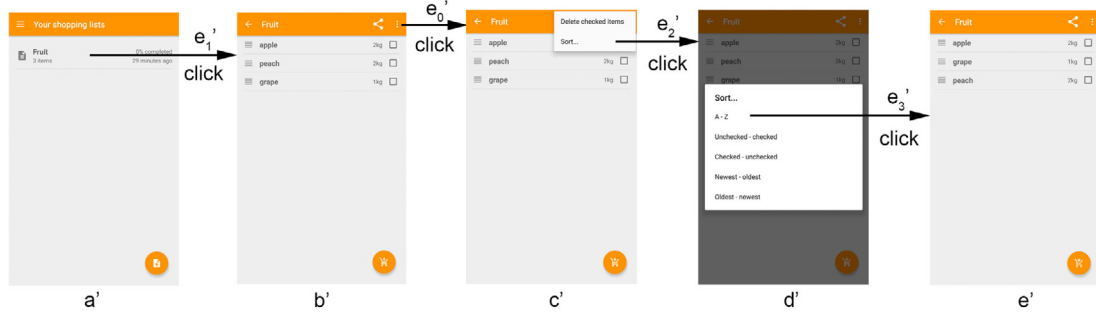 Your shopping lists
Fruit
3 items
0% completed
29 minutes ago
e1’
click
Fruit
apple
2kg
peach
2kg
grape
1kg
e0’
click
Fruit
Delete checked items
Sort...
apple
peach
2kg
grape
1kg
e2’
click
Fruit
apple
2kg
peach
2kg
grape
1kg
Sort...
A - Z
Unchecked - checked
Checked - unchecked
Newest - oldest
Oldest - newest
e3’
click
Fruit
apple
2kg
grape
1kg
peach
2kg
a’
b’
c’
d’
e’